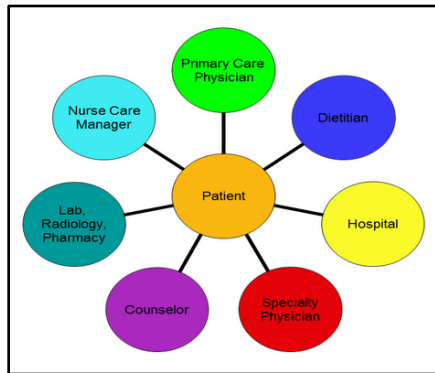 Primary Care
Physician
Nurse Care
Manager
Dietitian
Patient
Lab,
Radiology,
Pharmacy
Hospital
Counselor
Specialty
Physician